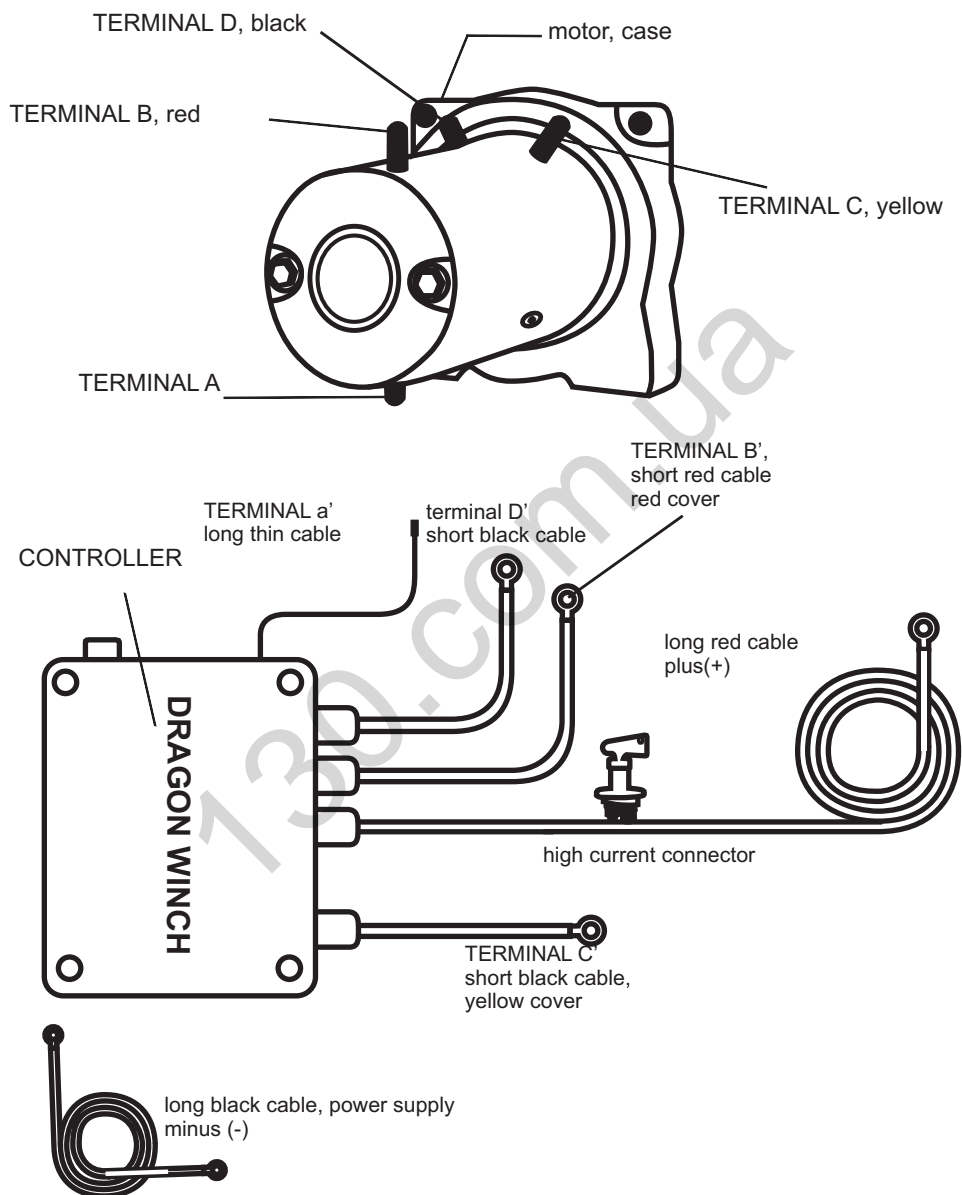 TERMINAL D, black
motor, case
TERMINAL B, red
TERMINAL C, yellow
TERMINAL A
TERMINAL B’,
short red cable
red cover
TERMINAL a’
long thin cable
terminal D’
short black cable
CONTROLLER
long red cable
plus(+)
DRAGON WINCH
high current connector
TERMINAL C’
short black cable,
yellow cover
long black cable, power supply
minus (-)
130.com.ua